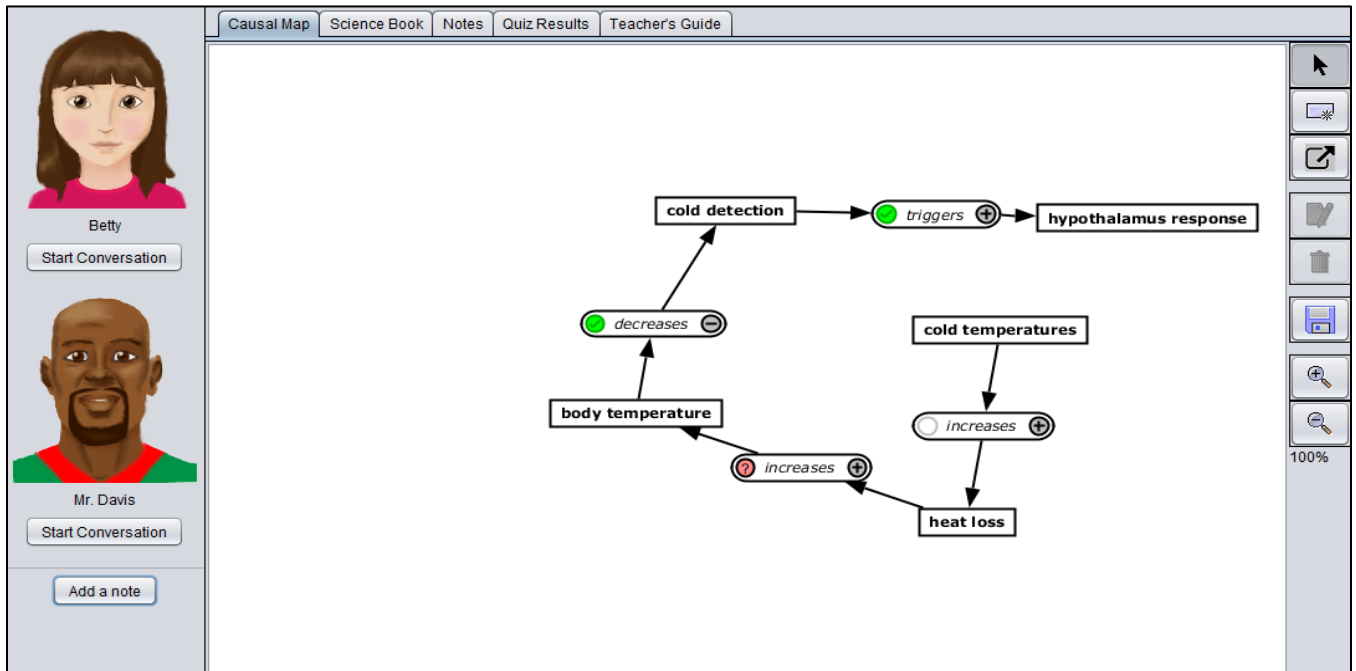 Causal Map Science Book Notes Quiz Results Teacher's Guide
Betty
Start Conversation
Mr. Davis
Start Conversation
Add a note
cold detection triggers + hypothalus response
decreases −
cold temperatures
body temperature
increases +
? increases +
heat loss
100%